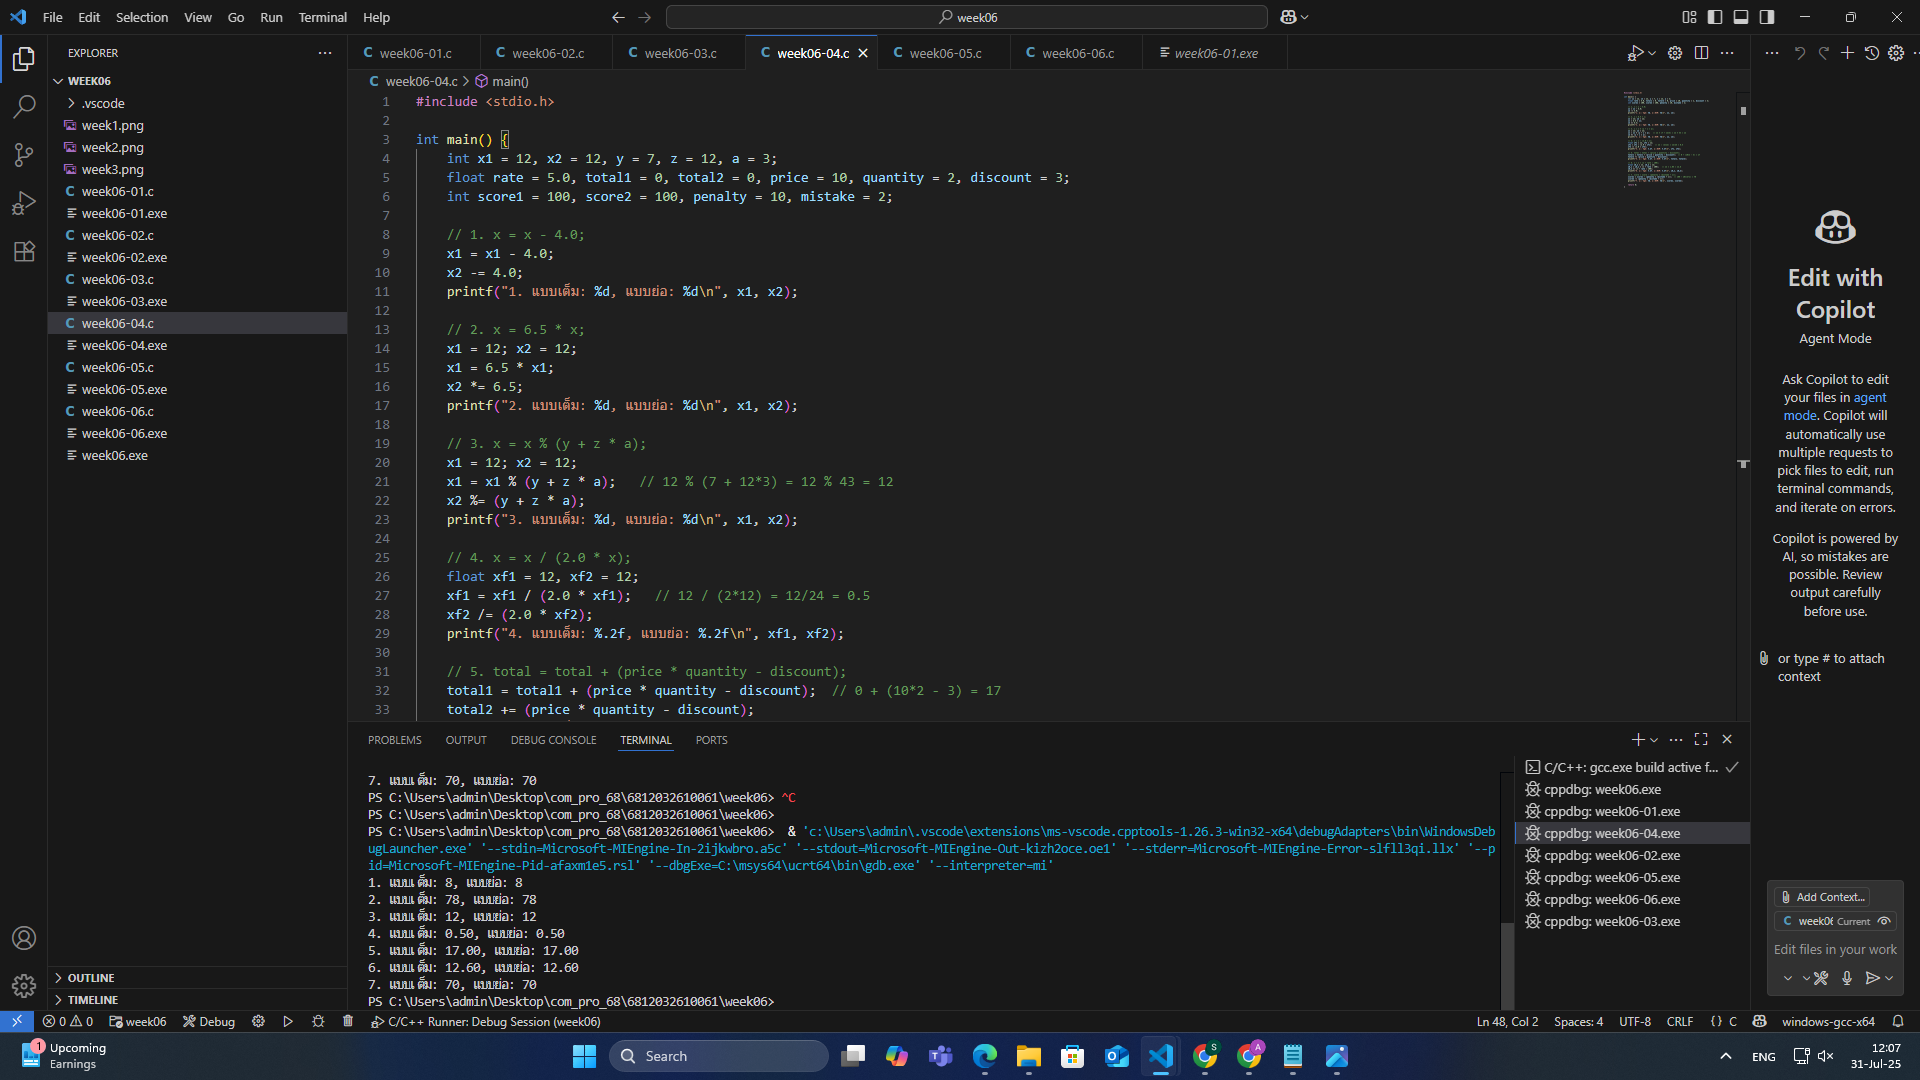 File Edit Selection View Go Run Terminal Help
week06
EXPLORER
WEEK06
.vscode
week1.png
week2.png
week3.png
week06-01.c
week06-01.exe
week06-02.c
week06-02.exe
week06-03.c
week06-03.exe
week06-04.c
week06-04.exe
week06-05.c
week06-05.exe
week06-06.c
week06-06.exe
week06.exe
OUTLINE
TIMELINE
week06-01.c week06-02.c week06-03.c week06-04.c week06-05.c week06-06.c week06-01.exe
week06-04.c > main()
1 #include <stdio.h>
2
3 int main() {
4 int x1 = 12, x2 = 12, y = 7, z = 12, a = 3;
5 float rate = 5.0, total1 = 0, total2 = 0, price = 10, quantity = 2, discount = 3;
6 int score1 = 100, score2 = 100, penalty = 10, mistake = 2;
7
8 // 1. x = x - 4.0;
9 x1 = x1 - 4.0;
10 x2 -= 4.0;
11 printf("1. แบบเต็ม: %d, แบบย่อ: %d\n", x1, x2);
12
13 // 2. x = 6.5 * x;
14 x1 = 12; x2 = 12;
15 x1 = 6.5 * x1;
16 x2 *= 6.5;
17 printf("2. แบบเต็ม: %d, แบบย่อ: %d\n", x1, x2);
18
19 // 3. x = x % (y + z * a);
20 x1 = 12; x2 = 12;
21 x1 = x1 % (y + z * a); // 12 % (7 + 12*3) = 12 % 43 = 12
22 x2 %= (y + z * a);
23 printf("3. แบบเต็ม: %d, แบบย่อ: %d\n", x1, x2);
24
25 // 4. x = x / (2.0 * x);
26 float xf1 = 12, xf2 = 12;
27 xf1 = xf1 / (2.0 * xf1); // 12 / (2*12) = 12/24 = 0.5
28 xf2 /= (2.0 * xf2);
29 printf("4. แบบเต็ม: %.2f, แบบย่อ: %.2f\n", xf1, xf2);
30
31 // 5. total = total + (price * quantity - discount);
32 total1 = total1 + (price * quantity - discount); // 0 + (10*2 - 3) = 17
33 total2 += (price * quantity - discount);
PROBLEMS OUTPUT DEBUG CONSOLE TERMINAL PORTS
7. แบบเต็ม: 70, แบบย่อ: 70
PS C:\Users\admin\Desktop\com_pro_68\6812032610061\week06> ^C
PS C:\Users\admin\Desktop\com_pro_68\6812032610061\week06>
PS C:\Users\admin\Desktop\com_pro_68\6812032610061\week06> & 'c:\Users\admin\.vscode\extensions\ms-vscode.cpptools-1.26.3-win32-x64\debugAdapters\bin\WindowsDeb
ugLauncher.exe' '--stdin=Microsoft-MIEngine-In-2ijkwbro.a5c' '--stdout=Microsoft-MIEngine-Out-kizh2oce.oe1' '--stderr=Microsoft-MIEngine-Error-slfll3qi.llx' '--p
id=Microsoft-MIEngine-Pid-afaxm1e5.rsl' '--dbgExe=C:\msys64\ucrt64\bin\gdb.exe' '--interpreter=mi'
1. แบบเต็ม: 8, แบบย่อ: 8
2. แบบเต็ม: 78, แบบย่อ: 78
3. แบบเต็ม: 12, แบบย่อ: 12
4. แบบเต็ม: 0.50, แบบย่อ: 0.50
5. แบบเต็ม: 17.00, แบบย่อ: 17.00
6. แบบเต็ม: 12.60, แบบย่อ: 12.60
7. แบบเต็ม: 70, แบบย่อ: 70
PS C:\Users\admin\Desktop\com_pro_68\6812032610061\week06>
C/C++: gcc.exe build active f...
cppdbg: week06.exe
cppdbg: week06-01.exe
cppdbg: week06-04.exe
cppdbg: week06-02.exe
cppdbg: week06-05.exe
cppdbg: week06-06.exe
cppdbg: week06-03.exe
Edit with
Copilot
Agent Mode
Ask Copilot to edit
your files in agent
mode. Copilot will
automatically use
multiple requests to
pick files to edit, run
terminal commands,
and iterate on errors.
Copilot is powered by
AI, so mistakes are
possible. Review
output carefully
before use.
or type # to attach
context
Add Context...
week06 Current
Edit files in your work
0 0 week06 Debug C/C++ Runner: Debug Session (week06)
Ln 48, Col 2 Spaces: 4 UTF-8 CRLF {} C windows-gcc-x64
1
Upcoming
Earnings
Search
S
A
ENG
12:07
31-Jul-25